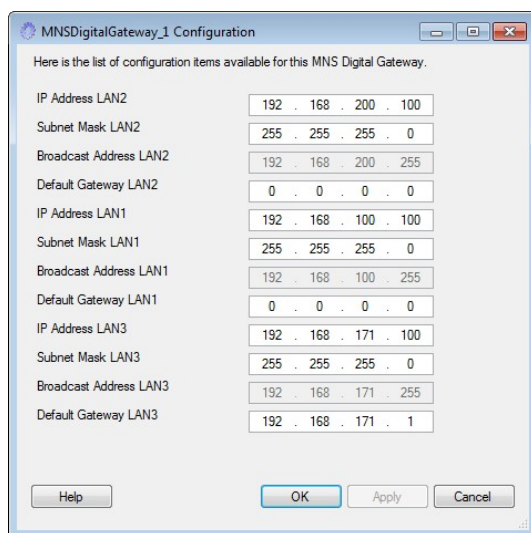 MNSDigitalGateway_1 Configuration
Here is the list of configuration items available for this MNS Digital Gateway.
IP Address LAN2 192 . 168 . 200 . 100
Subnet Mask LAN2 255 . 255 . 255 . 0
Broadcast Address LAN2 192 . 168 . 200 . 255
Default Gateway LAN2 0 . 0 . 0 . 0
IP Address LAN1 192 . 168 . 100 . 100
Subnet Mask LAN1 255 . 255 . 255 . 0
Broadcast Address LAN1 192 . 168 . 100 . 255
Default Gateway LAN1 0 . 0 . 0 . 0
IP Address LAN3 192 . 168 . 171 . 100
Subnet Mask LAN3 255 . 255 . 255 . 0
Broadcast Address LAN3 192 . 168 . 171 . 255
Default Gateway LAN3 192 . 168 . 171 . 1
Help OK Apply Cancel